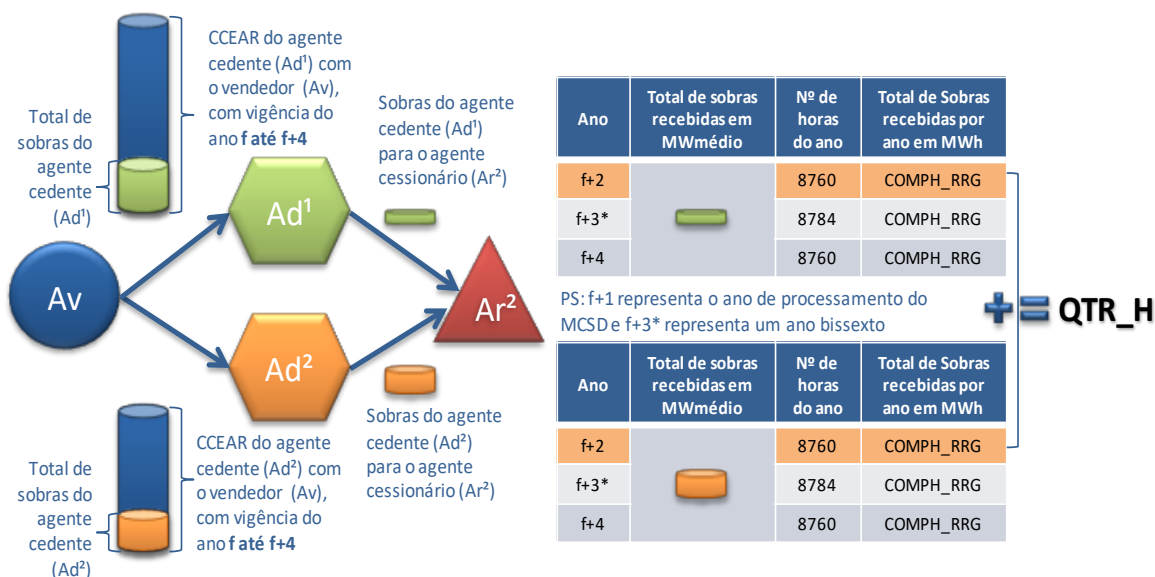 CCEAR do agente
cedente (Ad¹) com
o vendedor (Av),
com vigência do
ano f até f+4
Total de
sobras do
agente
cedente
(Ad¹)
Sobras do agente
cedente (Ad¹)
para o agente
cessionário (Ar²)
Ad¹
Av
Ar²
Ad²
Sobras do agente
cedente (Ad²)
para o agente
cessionário (Ar²)
CCEAR do agente
cedente (Ad²) com
o vendedor (Av),
com vigência do
ano f até f+4
Total de
sobras do
agente
cedente
(Ad²)
Ano
Total de sobras
recebidas em
MWmédio
Nº de
horas
do ano
Total de Sobras
recebidas por
ano em MWh
f+2 8760 COMPH_RRG
f+3* 8784 COMPH_RRG
f+4 8760 COMPH_RRG
PS: f+1 representa o ano de processamento do
MCSD e f+3* representa um ano bissexto
QTR_H
Ano
Total de sobras
recebidas em
MWmédio
Nº de
horas
do ano
Total de Sobras
recebidas por
ano em MWh
f+2 8760 COMPH_RRG
f+3* 8784 COMPH_RRG
f+4 8760 COMPH_RRG